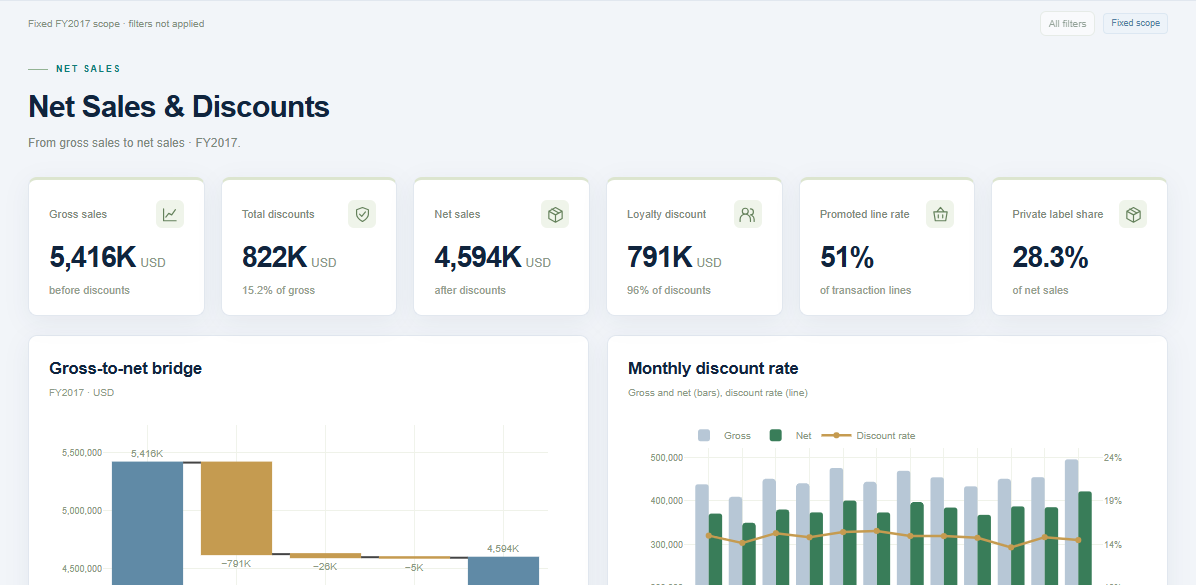 Fixed FY2017 scope · filters not applied
All filters
Fixed scope
NET SALES
Net Sales & Discounts
From gross sales to net sales · FY2017.
Gross sales
5,416K USD
before discounts
Total discounts
822K USD
15.2% of gross
Net sales
4,594K USD
after discounts
Loyalty discount
791K USD
96% of discounts
Promoted line rate
51%
of transaction lines
Private label share
28.3%
of net sales
Gross-to-net bridge
FY2017 · USD
5,500,000
5,000,000
4,500,000
5,416K
−791K
−26K
−5K
4,594K
Monthly discount rate
Gross and net (bars), discount rate (line)
Gross
Net
Discount rate
500,000
400,000
300,000
24%
19%
14%